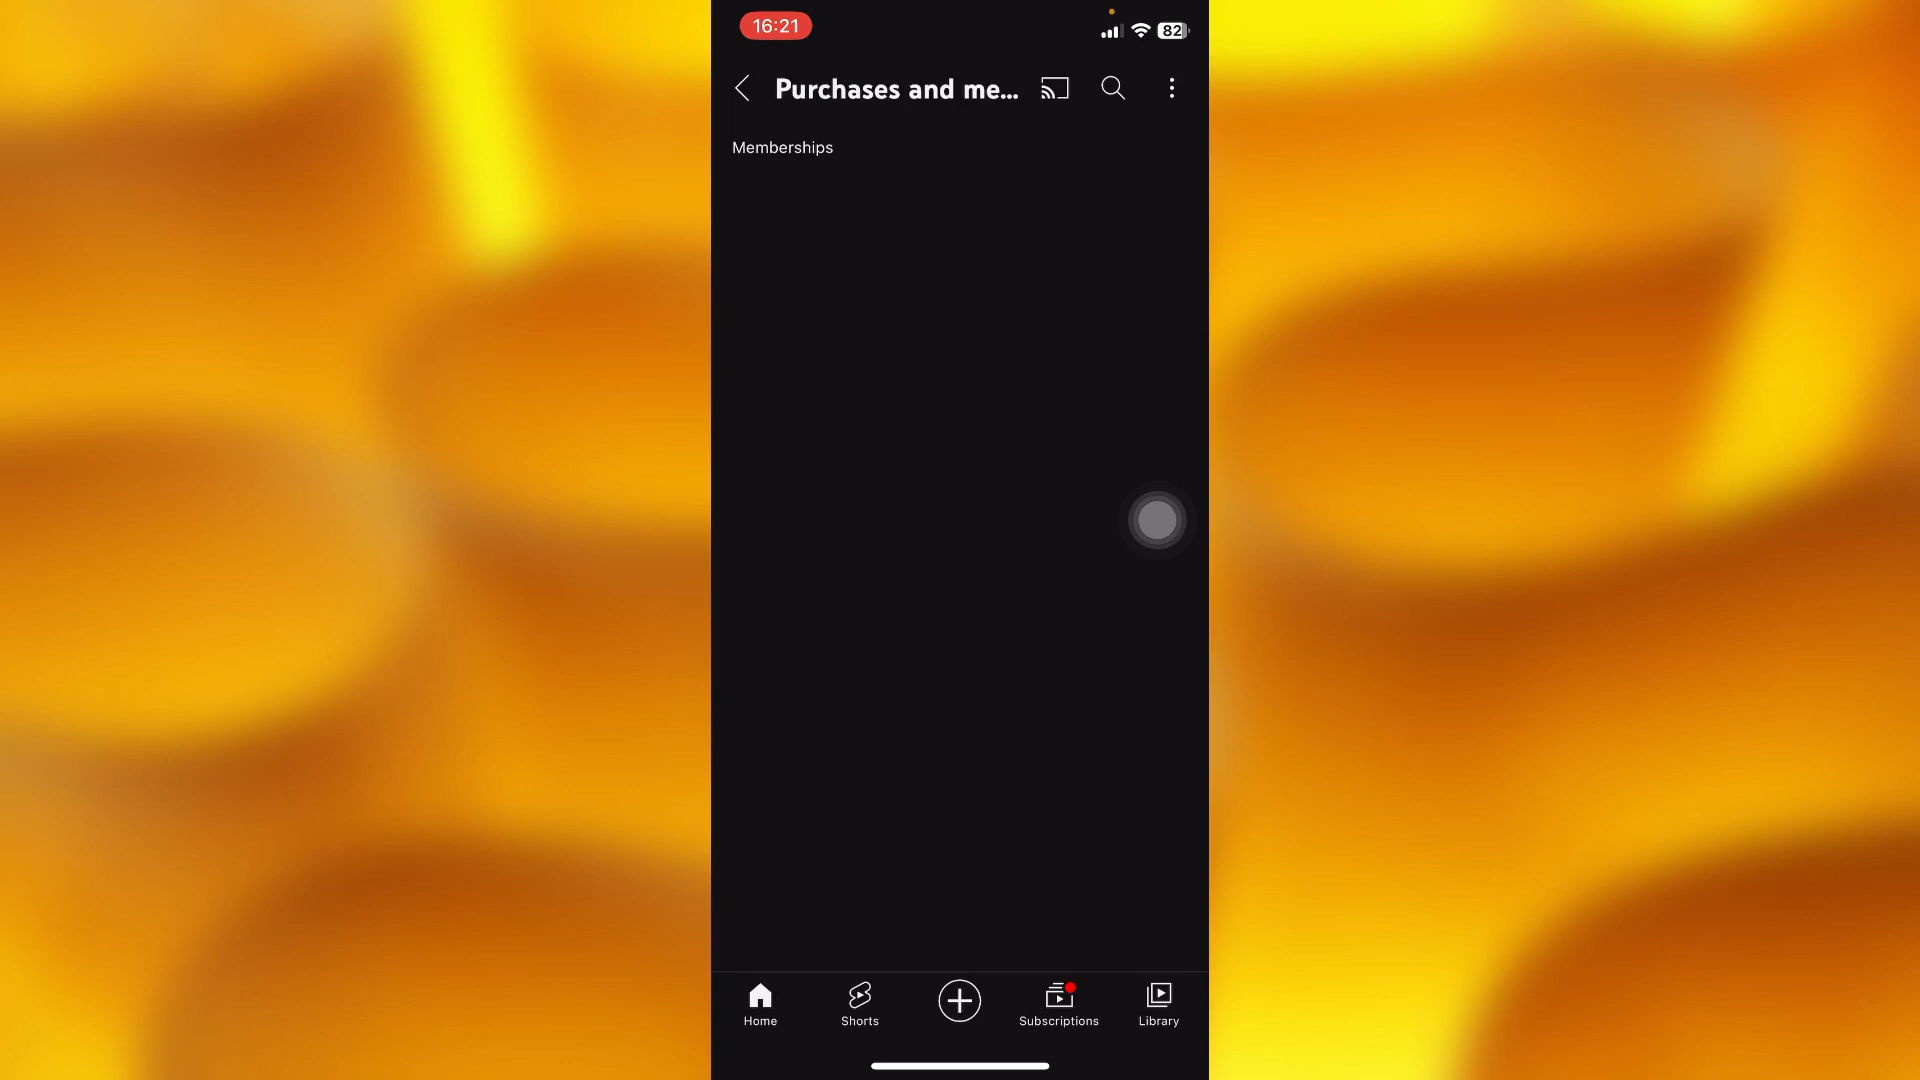 16:21
82
Purchases and me...
Memberships
Home
Shorts
Subscriptions
Library